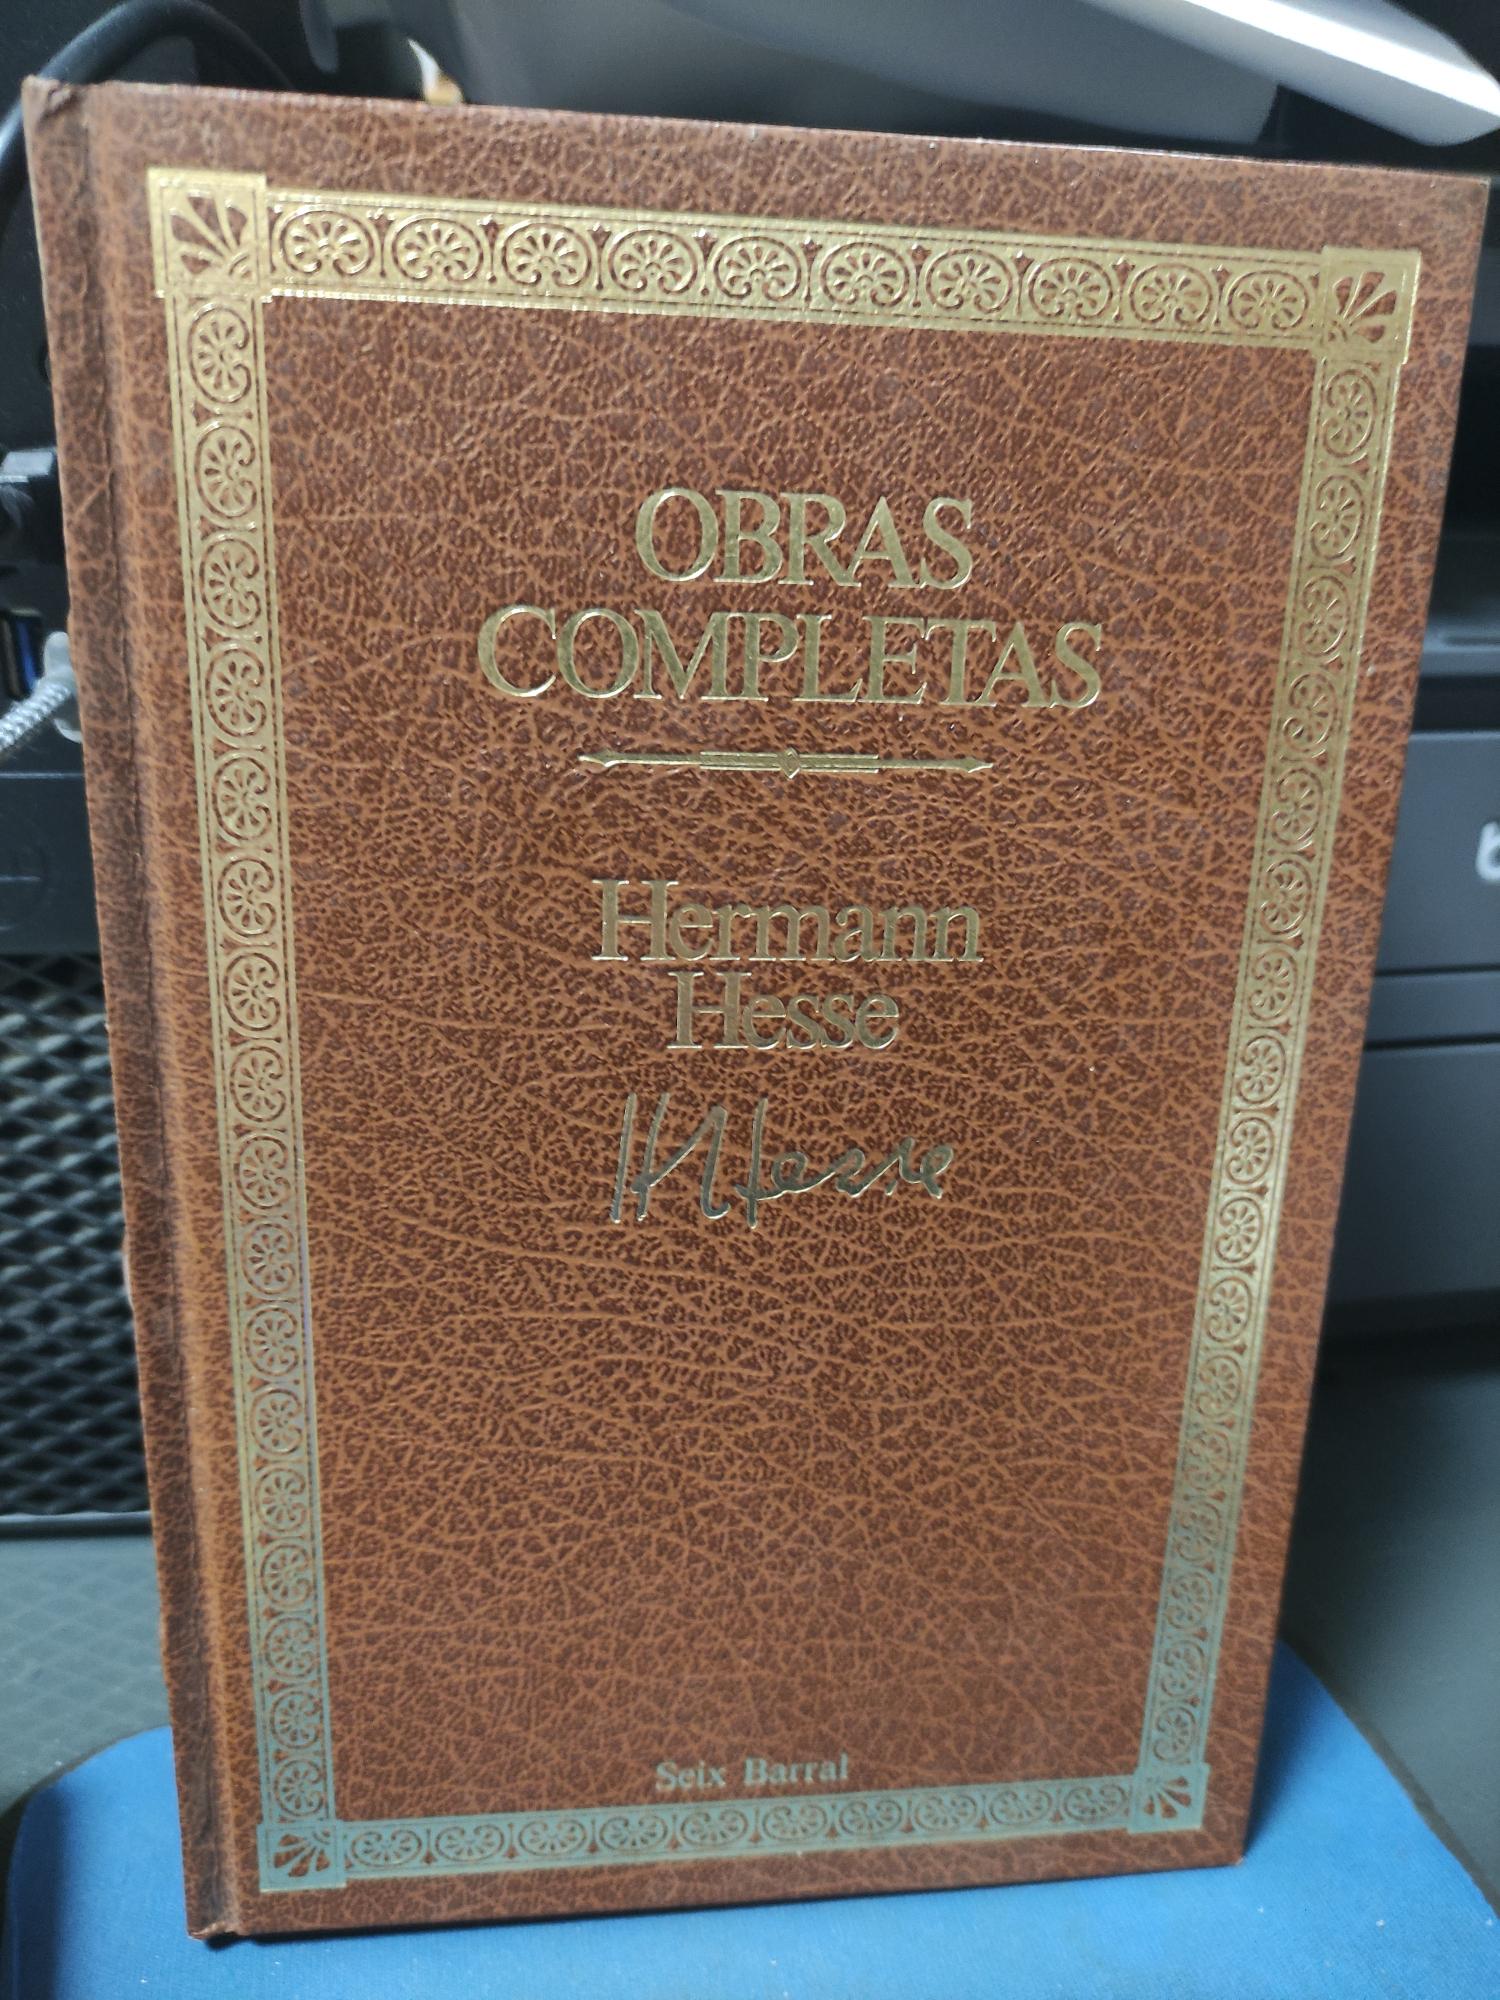 OBRAS
COMPLETAS
Hermann
Hesse
HHesse
Seix Barral